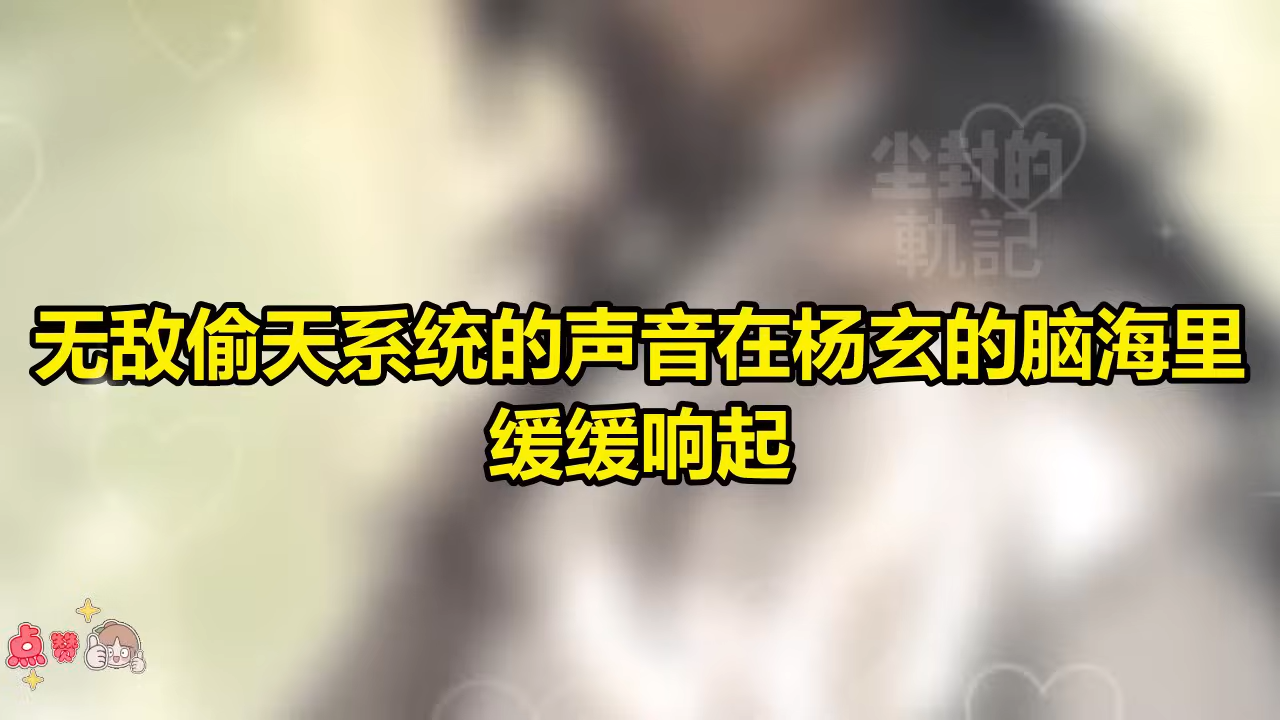 尘封的
軌記
无敌偷天系统的声音在杨玄的脑海里
缓缓响起
点赞